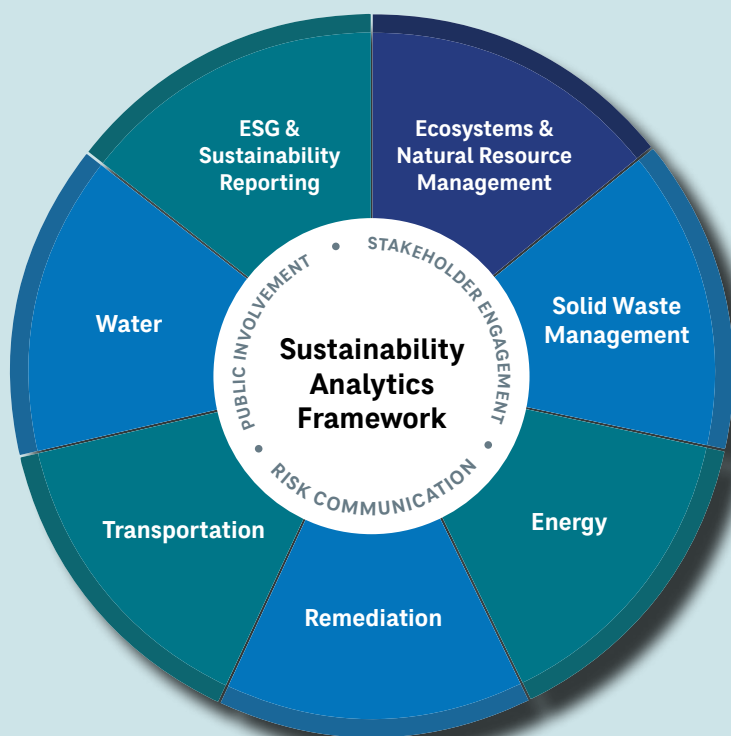 ESG &
Sustainability
Reporting
Ecosystems &
Natural Resource
Management
Water
Solid Waste
Management
PUBLIC INVOLVEMENT • STAKEHOLDER ENGAGEMENT • RISK COMMUNICATION •
Sustainability
Analytics
Framework
Transportation
Energy
Remediation